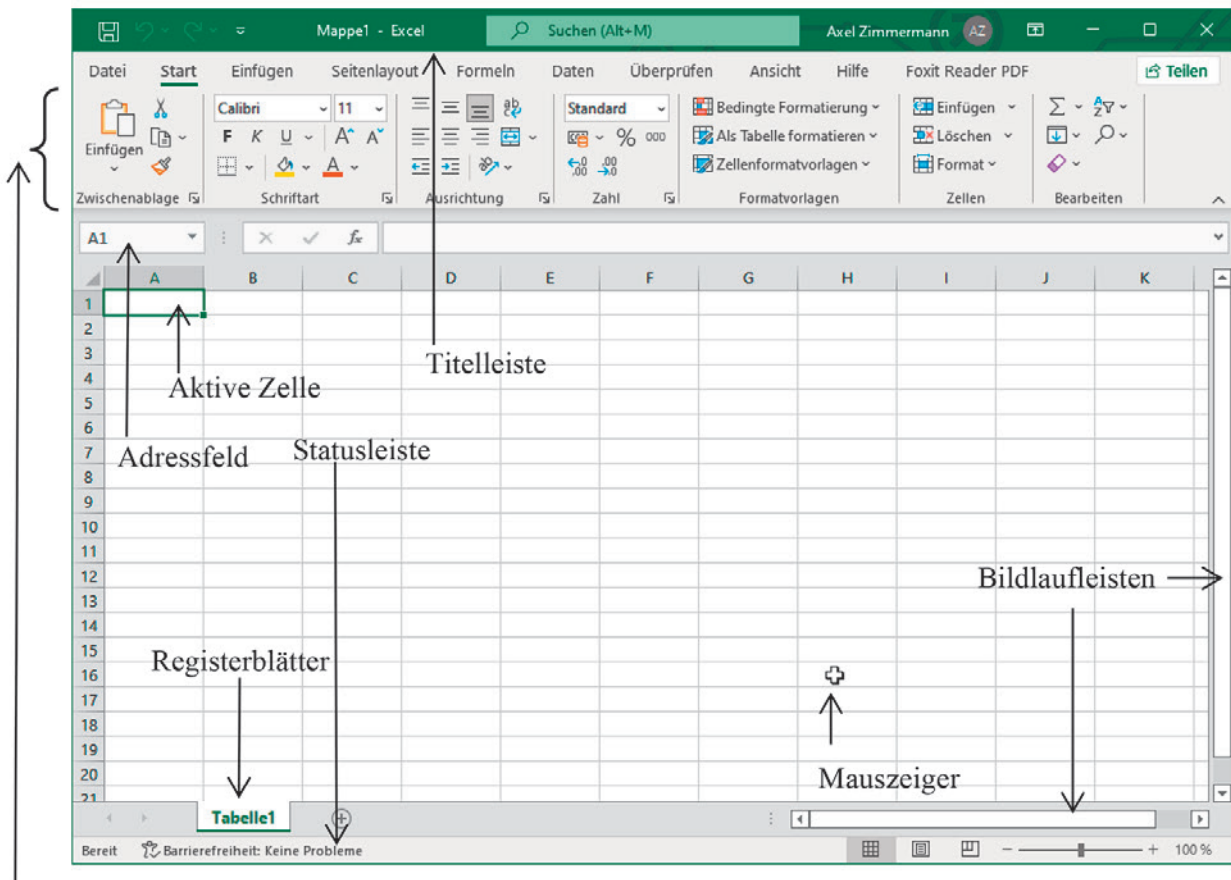 Mappe1 - Excel Suchen (Alt+M) Axel Zimmermann AZ
Datei Start Einfügen Seitenlayout Formeln Daten Überprüfen Ansicht Hilfe Foxit Reader PDF Teilen
Calibri 11 Standard Bedingte Formatierung Einfügen
Einfügen F K U A A % 000 Als Tabelle formatieren Löschen
A Zellenformatvorlagen Format
Zwischenablage Schriftart Ausrichtung Zahl Formatvorlagen Zellen Bearbeiten
A1 fx
A B C D E F G H I J K
1
2
3
Titelleiste
4
Aktive Zelle
5
6
7
Adressfeld Statusleiste
8
9
10
11
12
Bildlaufleisten
13
14
15
Registerblätter
16
17
18
19
20
Mauszeiger
21
Tabelle1
Bereit Barrierefreiheit: Keine Probleme 100 %